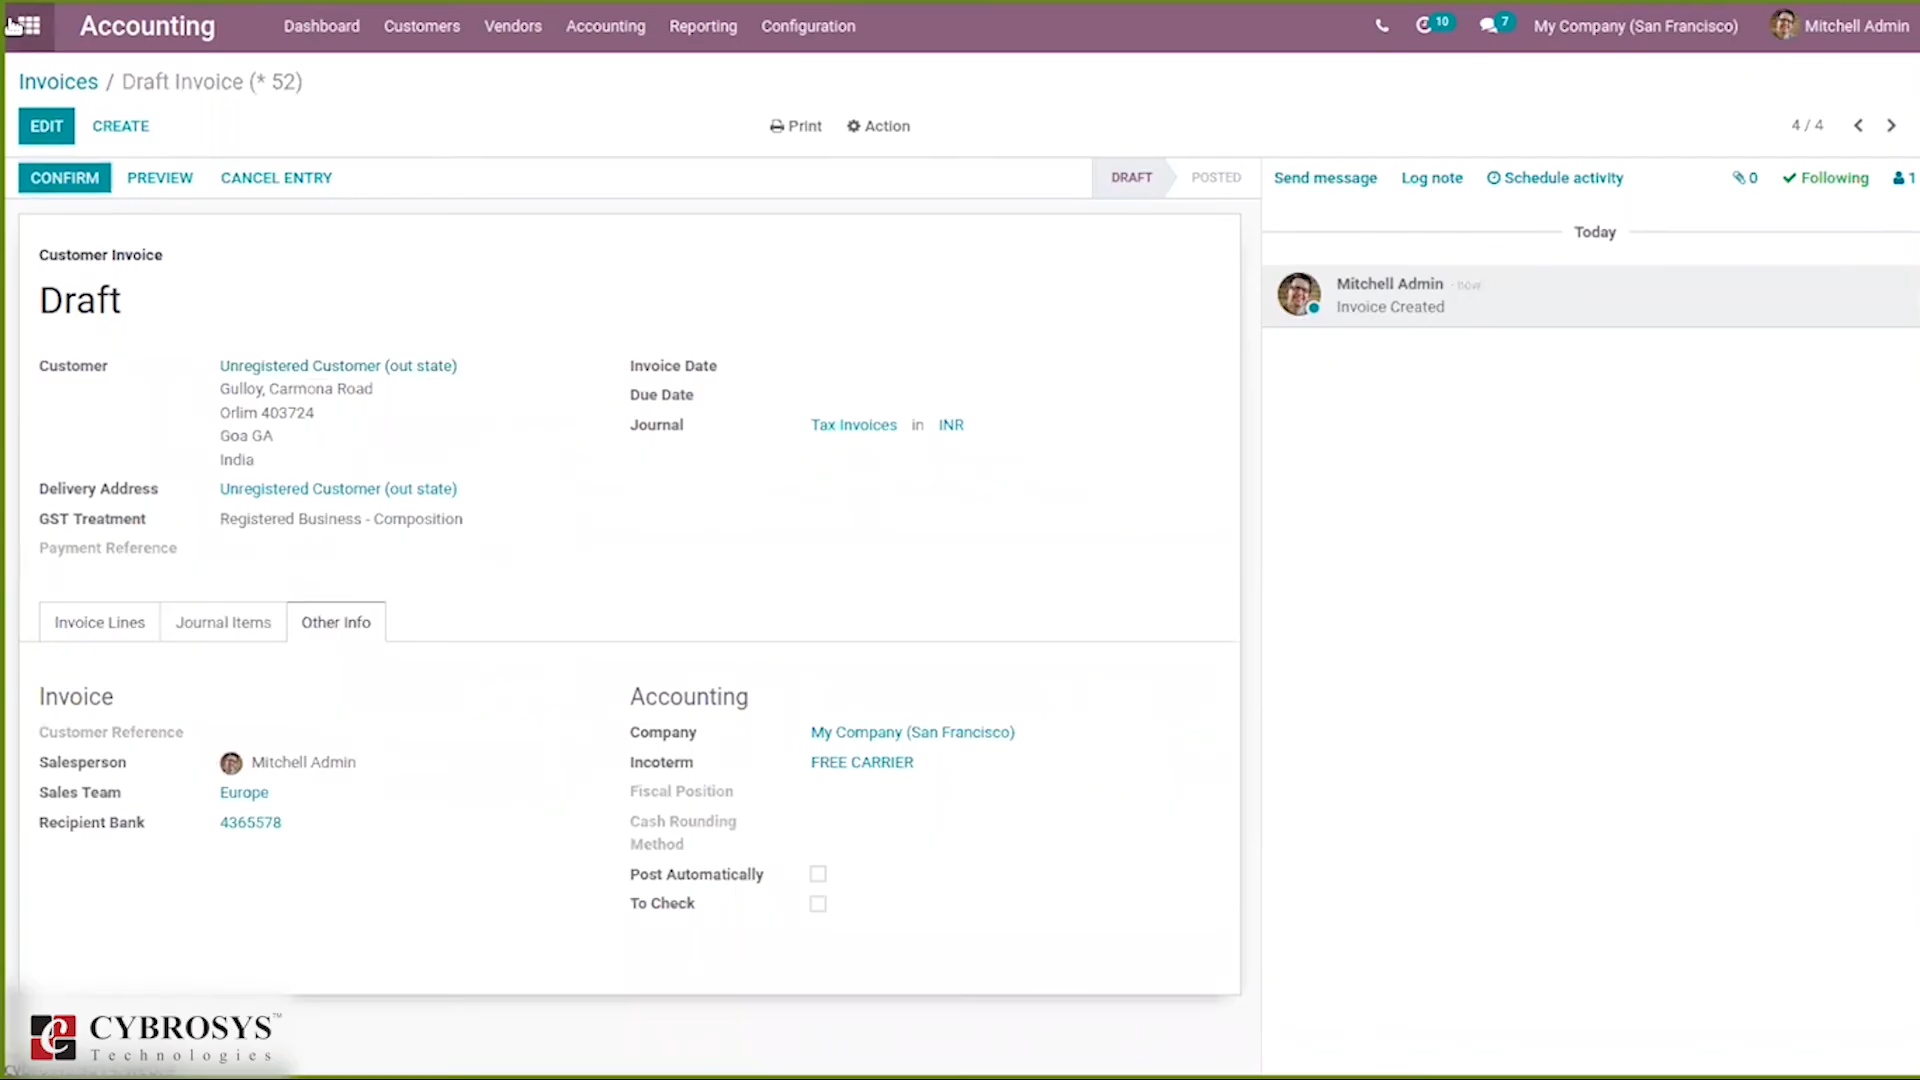 Accounting
Dashboard
Customers
Vendors
Accounting
Reporting
Configuration
10
7
My Company (San Francisco)
Mitchell Admin
Invoices / Draft Invoice (* 52)
EDIT
CREATE
Print
Action
4 / 4
CONFIRM
PREVIEW
CANCEL ENTRY
DRAFT
POSTED
Send message
Log note
Schedule activity
0
Following
1
Customer Invoice
Draft
Customer
Unregistered Customer (out state)
Gulloy, Carmona Road
Orlim 403724
Goa GA
India
Delivery Address
Unregistered Customer (out state)
GST Treatment
Registered Business - Composition
Payment Reference
Invoice Date
Due Date
Journal
Tax Invoices in INR
Invoice Lines
Journal Items
Other Info
Invoice
Customer Reference
Salesperson
Mitchell Admin
Sales Team
Europe
Recipient Bank
4365578
Accounting
Company
My Company (San Francisco)
Incoterm
FREE CARRIER
Fiscal Position
Cash Rounding
Method
Post Automatically
To Check
Today
Mitchell Admin - now
Invoice Created
CYBROSYS™
Technologies